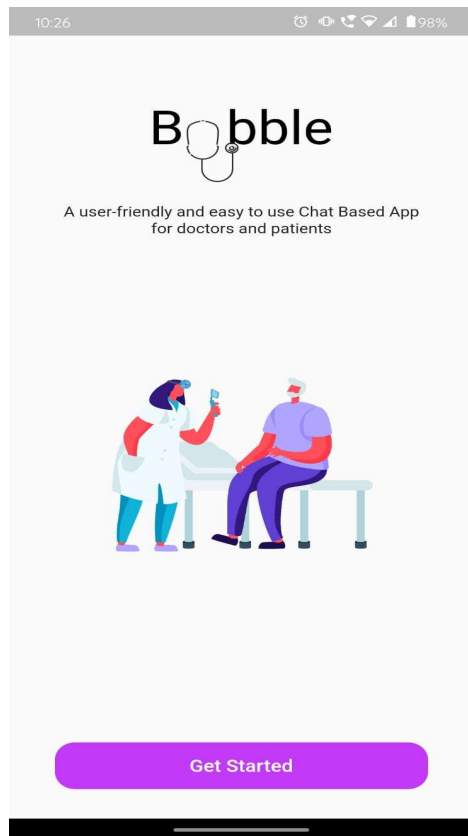 10:26
98%
Bubble
A user-friendly and easy to use Chat Based App
for doctors and patients
Get Started